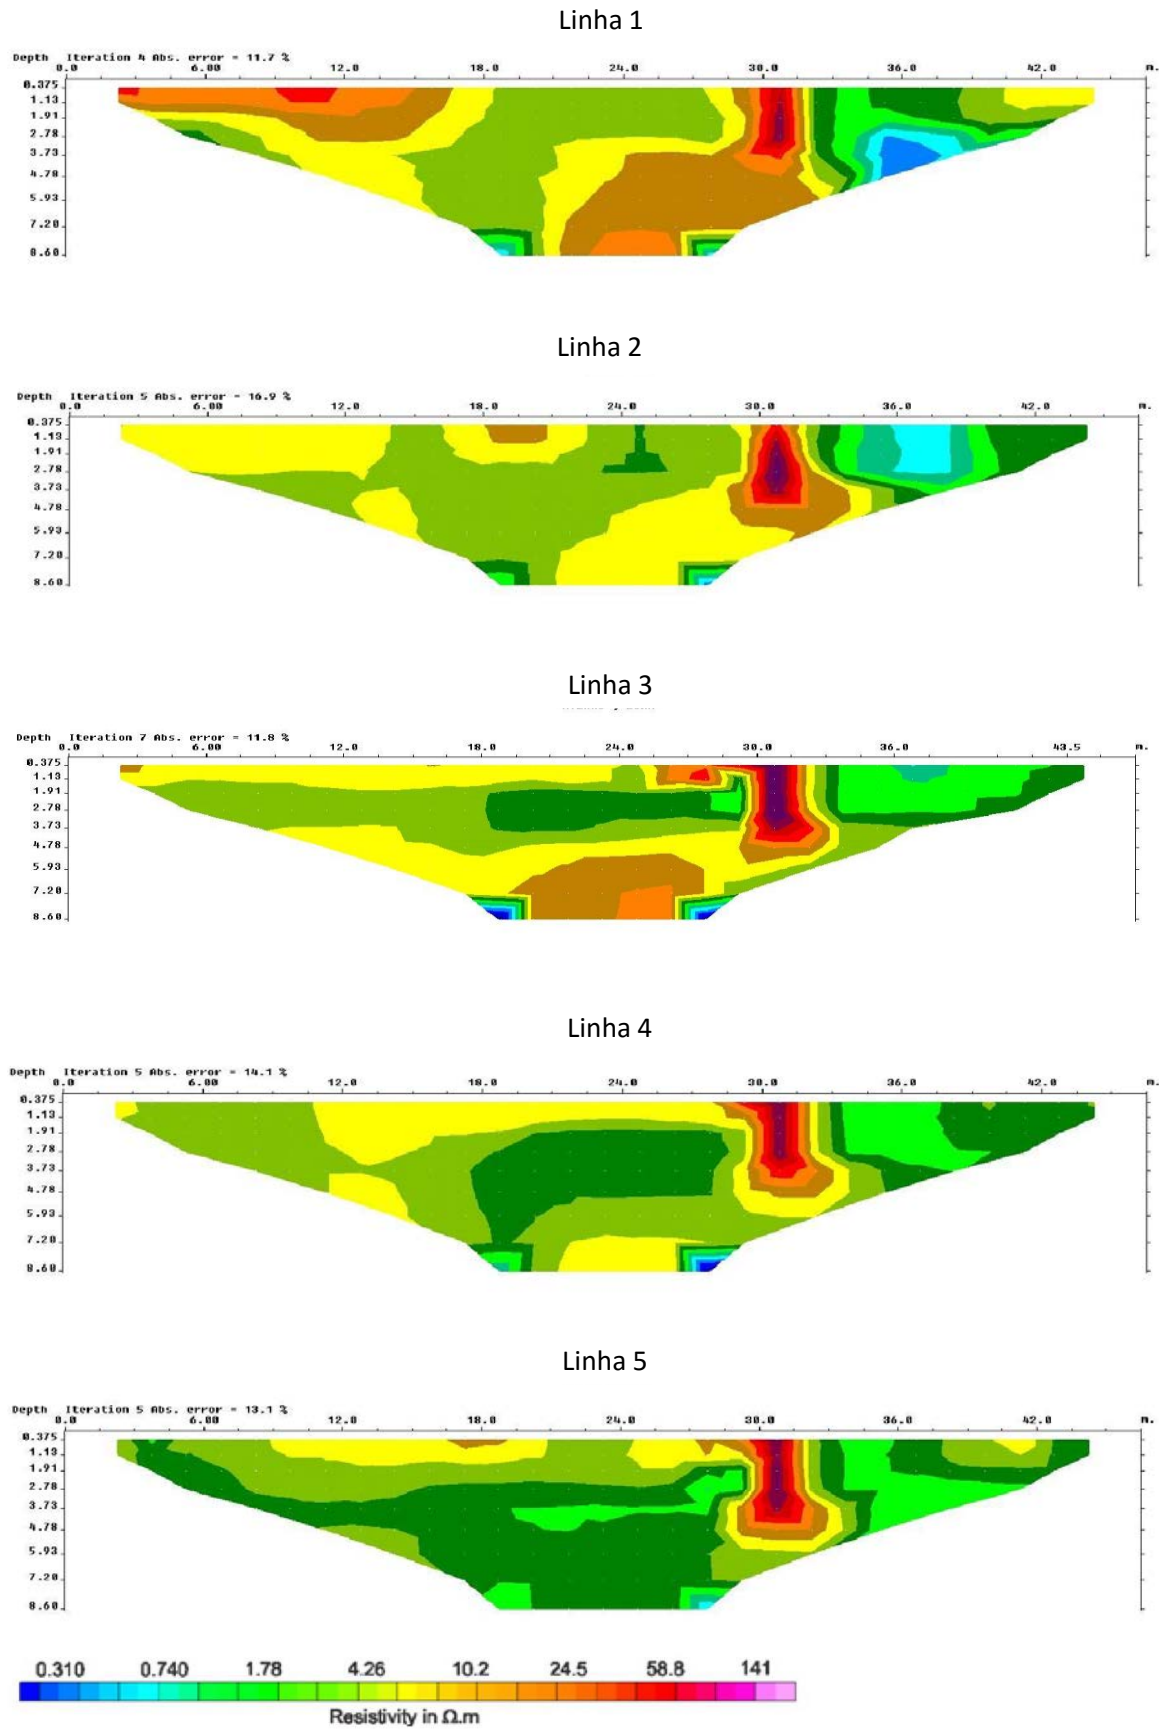 Linha 1
Depth Iteration 4 Abs. error = 11.7 %
0.0 6.00 12.0 18.0 24.0 30.0 36.0 42.0 m.
0.375
1.13
1.91
2.78
3.73
4.78
5.93
7.20
8.60
Linha 2
Depth Iteration 5 Abs. error = 16.9 %
0.0 6.00 12.0 18.0 24.0 30.0 36.0 42.0 m.
0.375
1.13
1.91
2.78
3.73
4.78
5.93
7.20
8.60
Linha 3
Depth Iteration 7 Abs. error = 11.8 %
0.0 6.00 12.0 18.0 24.0 30.0 36.0 43.5 m.
0.375
1.13
1.91
2.78
3.73
4.78
5.93
7.20
8.60
Linha 4
Depth Iteration 5 Abs. error = 14.1 %
0.0 6.00 12.0 18.0 24.0 30.0 36.0 42.0 m.
0.375
1.13
1.91
2.78
3.73
4.78
5.93
7.20
8.60
Linha 5
Depth Iteration 5 Abs. error = 13.1 %
0.0 6.00 12.0 18.0 24.0 30.0 36.0 42.0 m.
0.375
1.13
1.91
2.78
3.73
4.78
5.93
7.20
8.60
0.310 0.740 1.78 4.26 10.2 24.5 58.8 141
Resistivity in Ω.m